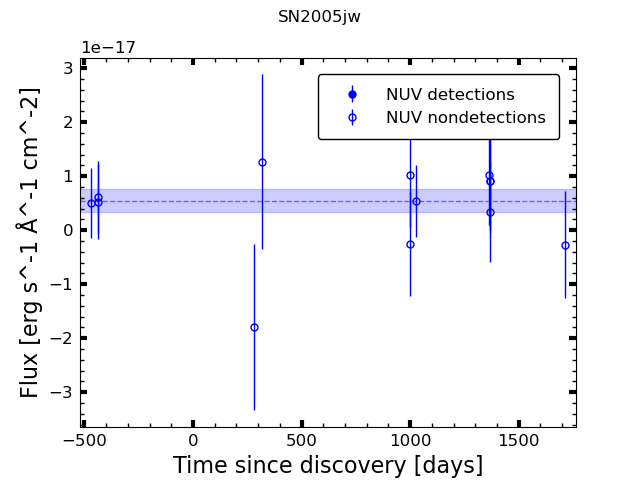 SN2005jw
1e−17
NUV detections
NUV nondetections
3
2
1
0
−1
−2
−3
Flux [erg s^-1 Å^-1 cm^-2]
−500 0 500 1000 1500
Time since discovery [days]